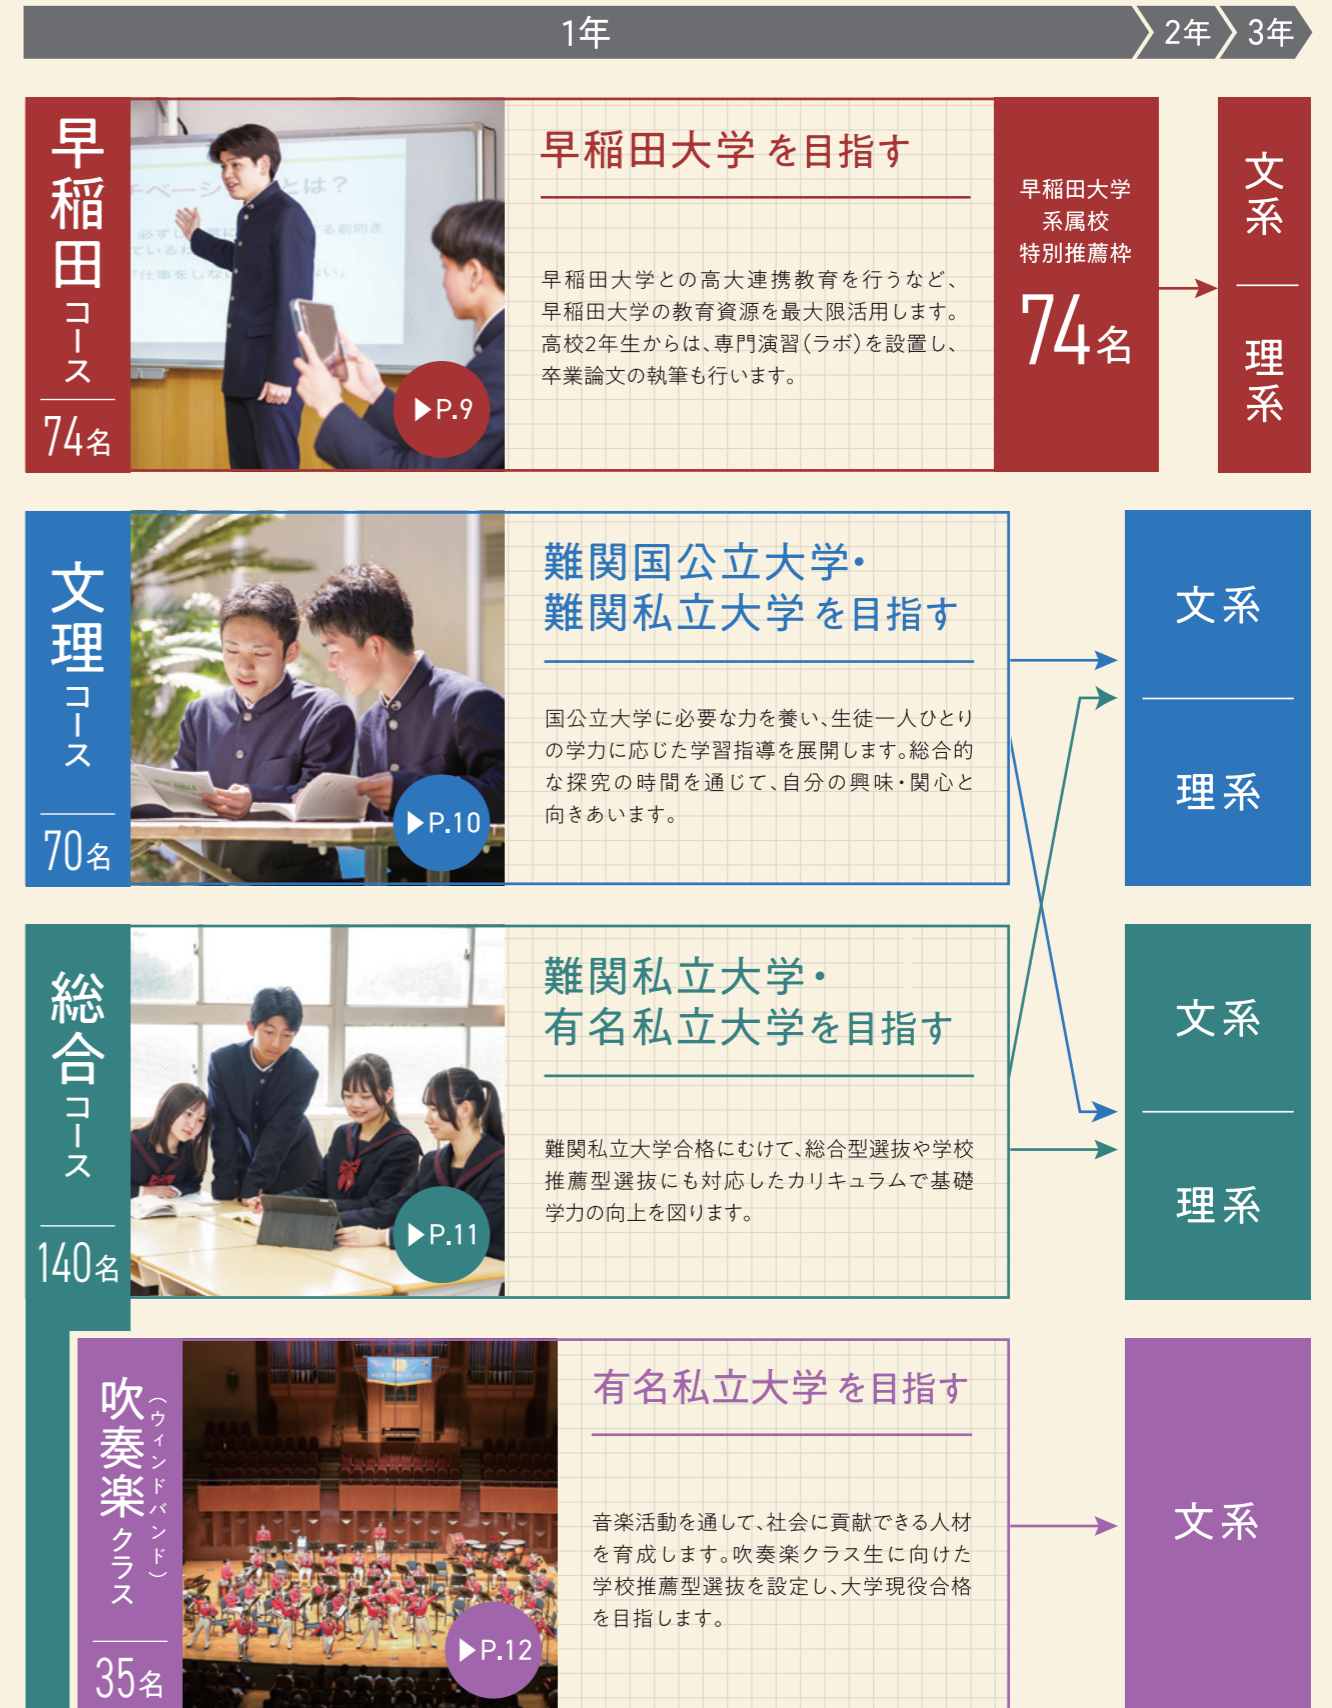 1年
2年
3年
早稲田コース
74名
チベーシ
とは？
▶P.9
早稲田大学 を目指す
早稲田大学との高大連携教育を行うなど、
早稲田大学の教育資源を最大限活用します。
高校2年生からは、専門演習(ラボ)を設置し、
卒業論文の執筆も行います。
早稲田大学
系属校
特別推薦枠
74名
文系
理系
文理コース
70名
▶P.10
難関国公立大学・
難関私立大学 を目指す
国公立大学に必要な力を養い、生徒一人ひとり
の学力に応じた学習指導を展開します。総合的
な探究の時間を通じて、自分の興味・関心と
向きあいます。
文系
理系
総合コース
140名
▶P.11
難関私立大学・
有名私立大学を目指す
難関私立大学合格にむけて、総合型選抜や学校
推薦型選抜にも対応したカリキュラムで基礎
学力の向上を図ります。
文系
理系
吹奏楽クラス
(ウィンドバンド)
35名
▶P.12
有名私立大学 を目指す
音楽活動を通して、社会に貢献できる人材
を育成します。吹奏楽クラス生に向けた
学校推薦型選抜を設定し、大学現役合格
を目指します。
文系